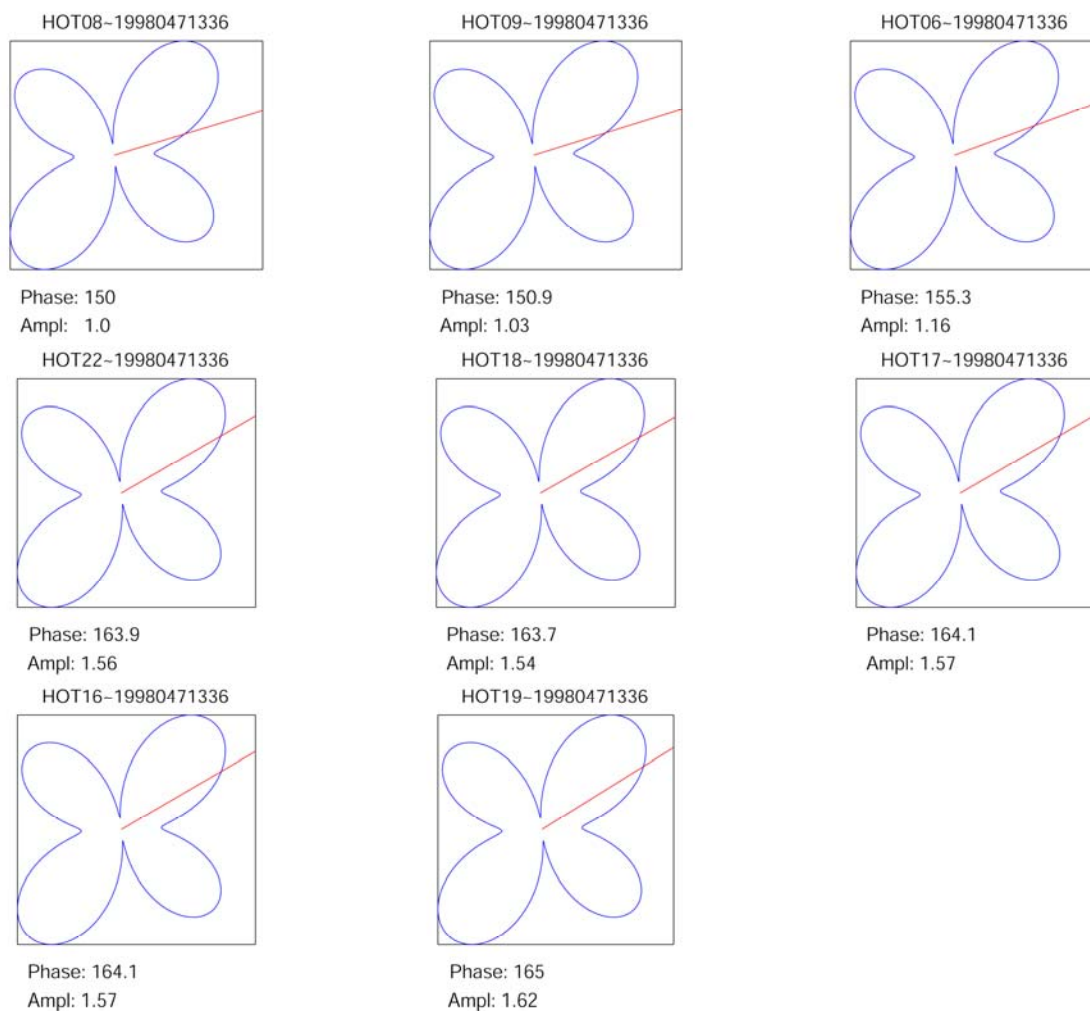 HOT08~19980471336
HOT09~19980471336
HOT06~19980471336
Phase: 150
Phase: 150.9
Phase: 155.3
Ampl: 1.0
Ampl: 1.03
Ampl: 1.16
HOT22~19980471336
HOT18~19980471336
HOT17~19980471336
Phase: 163.9
Phase: 163.7
Phase: 164.1
Ampl: 1.56
Ampl: 1.54
Ampl: 1.57
HOT16~19980471336
HOT19~19980471336
Phase: 164.1
Phase: 165
Ampl: 1.57
Ampl: 1.62